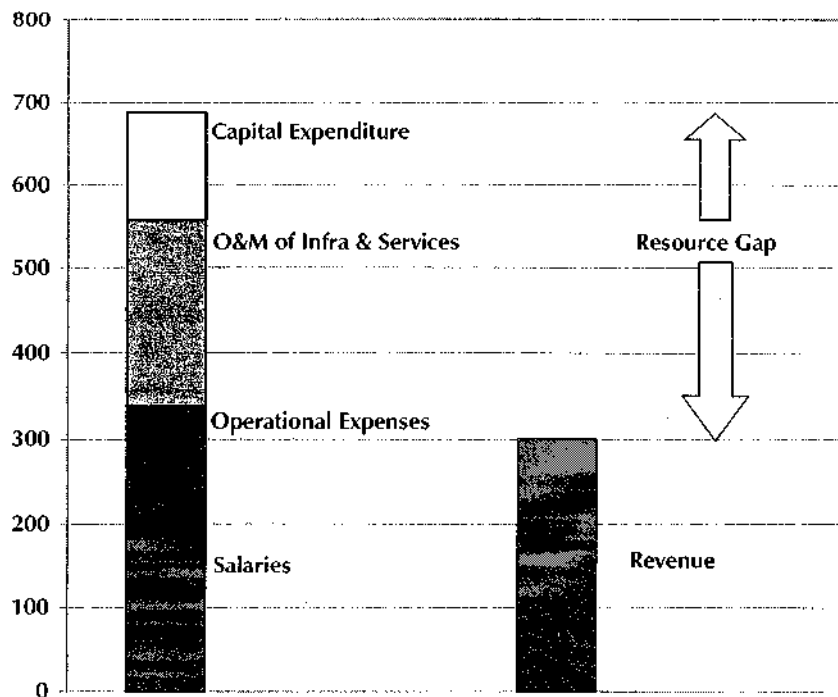 800
700
Capital Expenditure
600
O&M of Infra & Services
Resource Gap
500
400
Operational Expenses
300
200
Salaries
Revenue
100
0